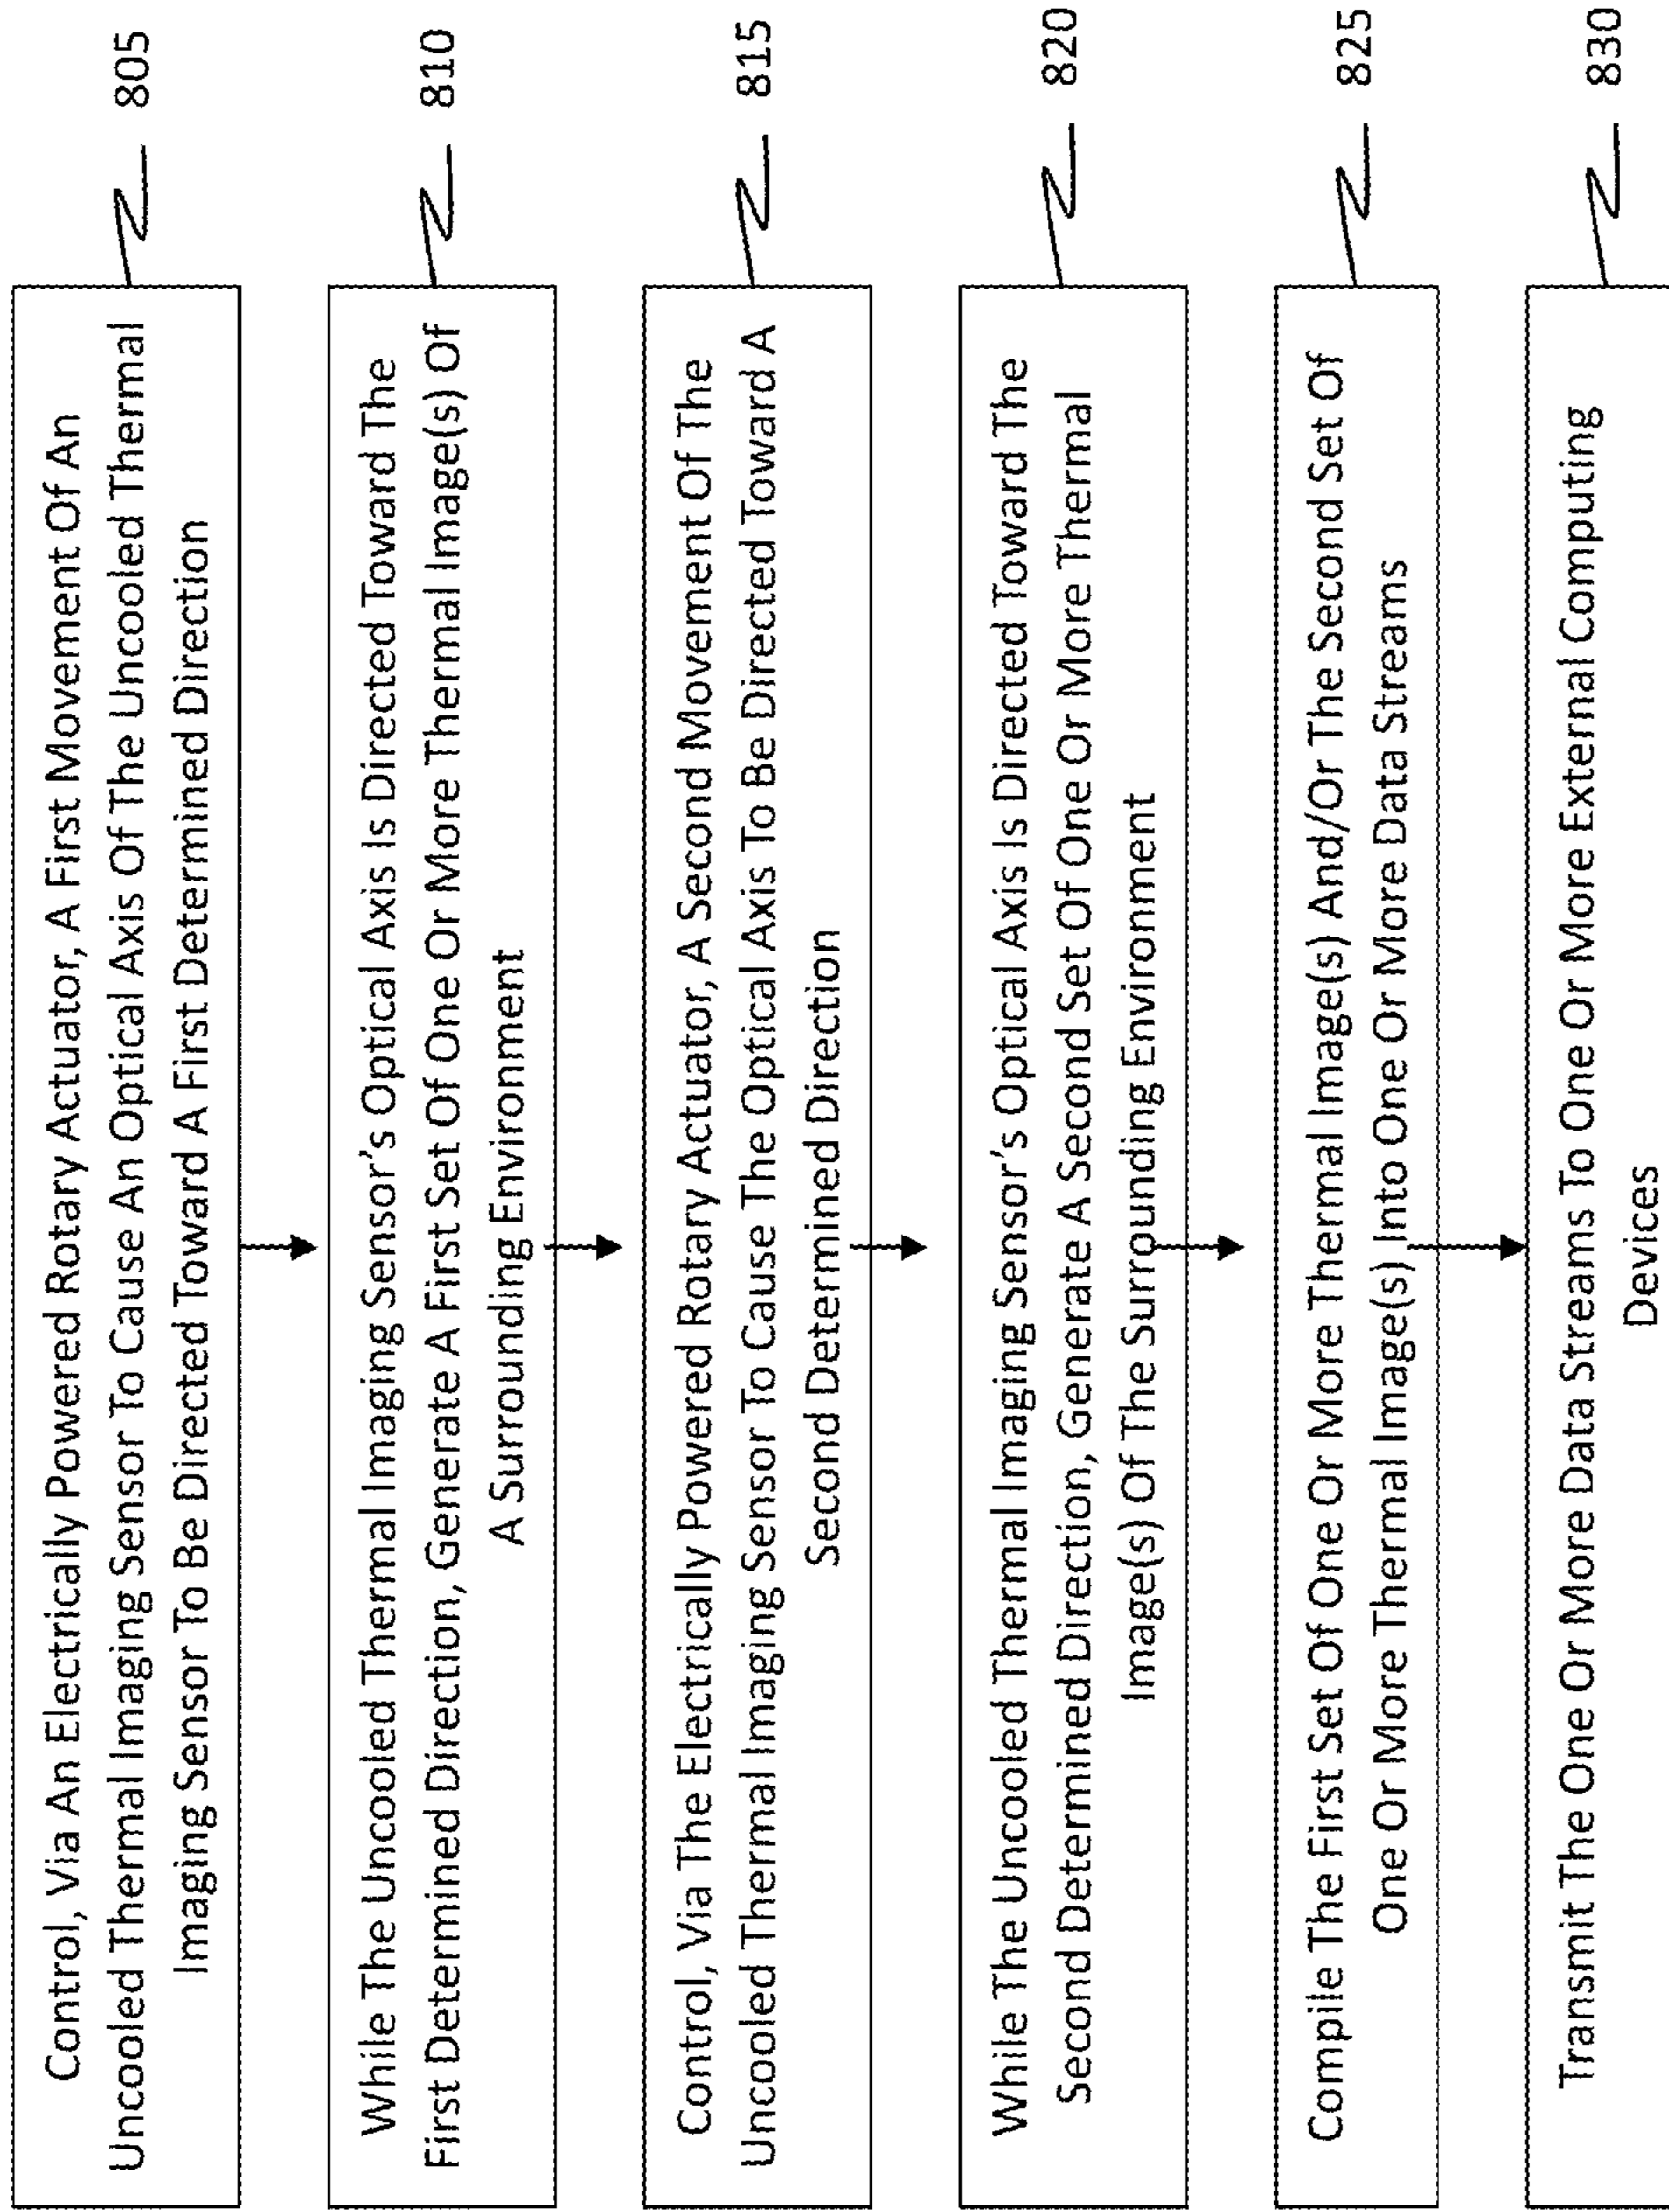 Control, Via An Electrically Powered Rotary Actuator, A First Movement Of An
Uncooled Thermal Imaging Sensor To Cause An Optical Axis Of The Uncooled Thermal
Imaging Sensor To Be Directed Toward A First Determined Direction
805
While The Uncooled Thermal Imaging Sensor's Optical Axis Is Directed Toward The
First Determined Direction, Generate A First Set Of One Or More Thermal Image(s) Of
A Surrounding Environment
810
Control, Via The Electrically Powered Rotary Actuator, A Second Movement Of The
Uncooled Thermal Imaging Sensor To Cause The Optical Axis To Be Directed Toward A
Second Determined Direction
815
While The Uncooled Thermal Imaging Sensor's Optical Axis Is Directed Toward The
Second Determined Direction, Generate A Second Set Of One Or More Thermal
Image(s) Of The Surrounding Environment
820
Compile The First Set Of One Or More Thermal Image(s) And/Or The Second Set Of
One Or More Thermal Image(s) Into One Or More Data Streams
825
Transmit The One Or More Data Streams To One Or More External Computing
Devices
830